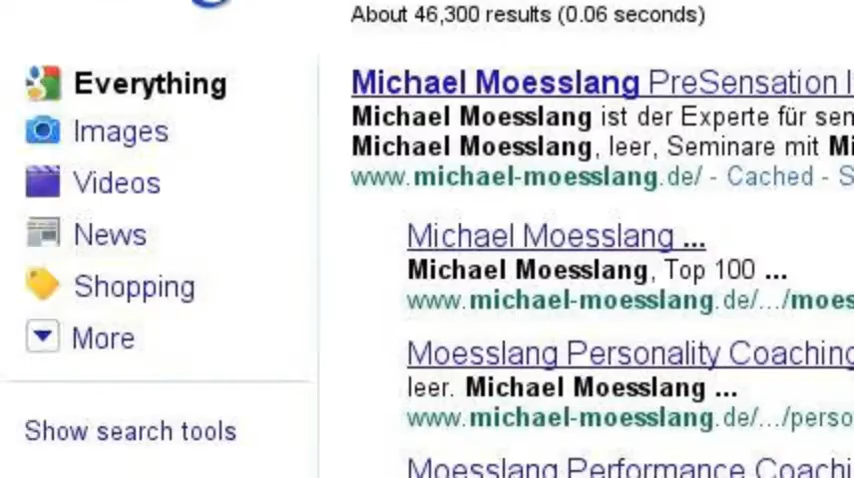 About 46,300 results (0.06 seconds)
Everything
Images
Videos
News
Shopping
More
Show search tools
Michael Moesslang PreSensation
Michael Moesslang ist der Experte für
Michael Moesslang, leer, Seminare mit
www.michael-moesslang.de/ - Cached -
Michael Moesslang ...
Michael Moesslang, Top 100 ...
www.michael-moesslang.de/.../moes
Moesslang Personality Coaching
leer. Michael Moesslang ...
www.michael-moesslang.de/.../perso
Moesslang Performance Coachi